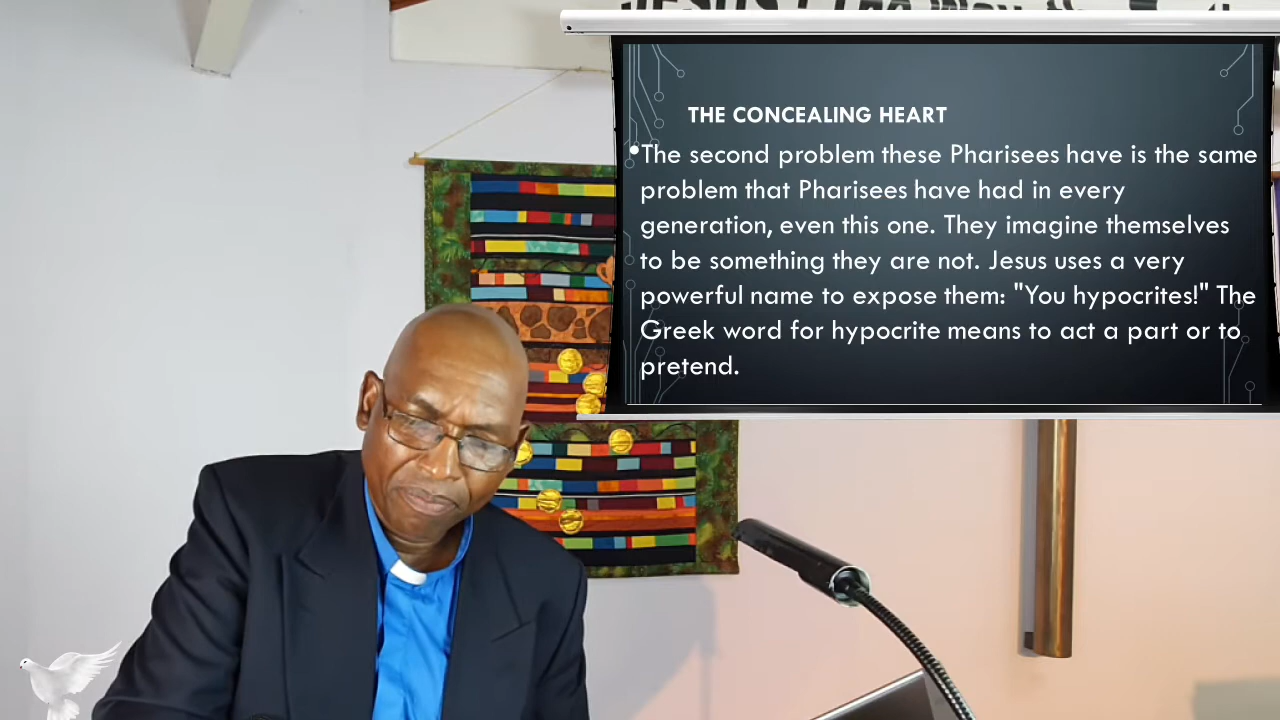 JESUS
THE CONCEALING HEART
•The second problem these Pharisees have is the same
problem that Pharisees have had in every
generation, even this one. They imagine themselves
to be something they are not. Jesus uses a very
powerful name to expose them: "You hypocrites!" The
Greek word for hypocrite means to act a part or to
pretend.